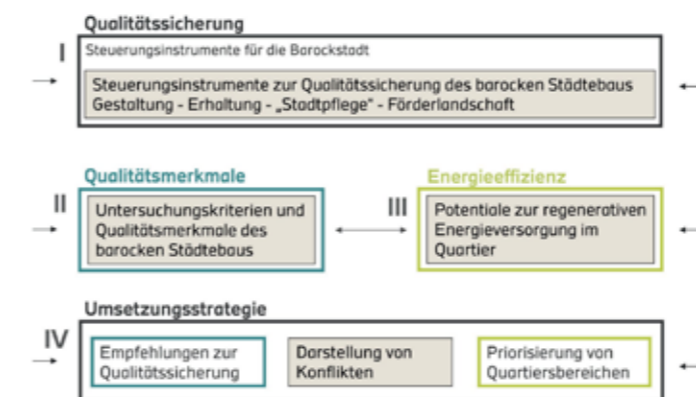 Qualitätssicherung
I
Steuerungsinstrumente für die Barockstadt
Steuerungsinstrumente zur Qualitätssicherung des barocken Städtebaus
Gestaltung - Erhaltung - „Stadtpflege“ - Förderlandschaft
Qualitätsmerkmale
II
Untersuchungskriterien und
Qualitätsmerkmale des
barocken Städtebaus
Energieeffizienz
III
Potentiale zur regenerativen
Energieversorgung im
Quartier
Umsetzungsstrategie
IV
Empfehlungen zur
Qualitätssicherung
Darstellung von
Konflikten
Priorisierung von
Quartiersbereichen